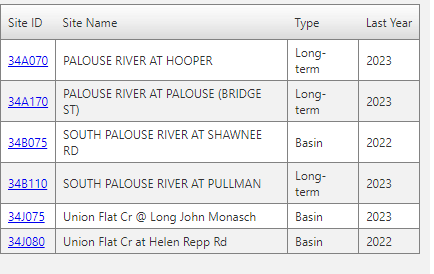 Site ID Site Name Type Last Year
34A070 PALOUSE RIVER AT HOOPER Long-term 2023
34A170 PALOUSE RIVER AT PALOUSE (BRIDGE ST) Long-term 2023
34B075 SOUTH PALOUSE RIVER AT SHAWNEE RD Basin 2022
34B110 SOUTH PALOUSE RIVER AT PULLMAN Long-term 2023
34J075 Union Flat Cr @ Long John Monasch Basin 2023
34J080 Union Flat Cr at Helen Repp Rd Basin 2022